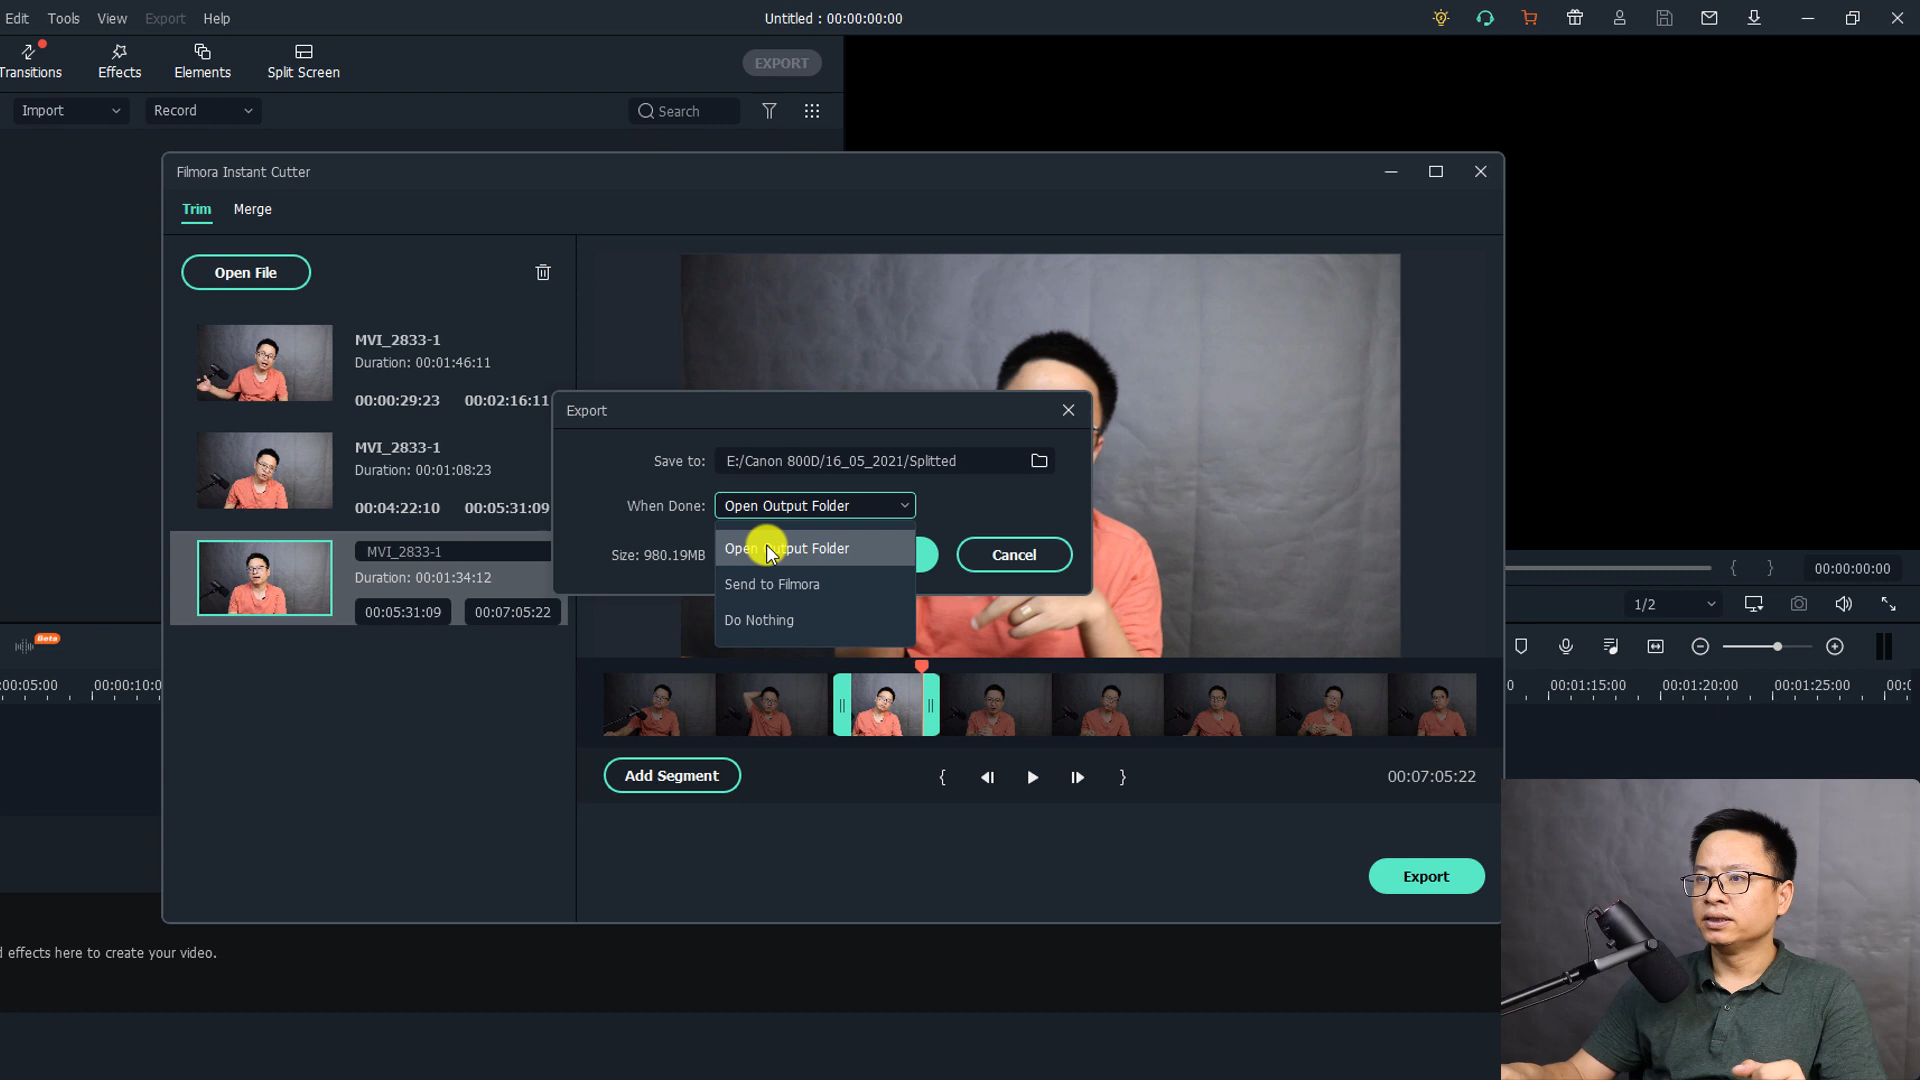 Edit Tools View Export Help
Untitled : 00:00:00:00
Transitions Effects Elements Split Screen
EXPORT
Import Record Search
Filmora Instant Cutter
Trim Merge
Open File
MVI_2833-1
Duration: 00:01:46:11
00:00:29:23 00:02:16:11
MVI_2833-1
Duration: 00:01:08:23
00:04:22:10 00:05:31:09
MVI_2833-1
Duration: 00:01:34:12
00:05:31:09 00:07:05:22
Export
Save to: E:/Canon 800D/16_05_2021/Splitted
When Done: Open Output Folder
Open Output Folder
Send to Filmora
Do Nothing
Size: 980.19MB
Cancel
{ } 00:00:00:00
1/2
Beta
:00:05:00 00:00:10:0
0 00:01:15:00 00:01:20:00 00:01:25:00 00:0
Add Segment
{ } 00:07:05:22
Export
d effects here to create your video.